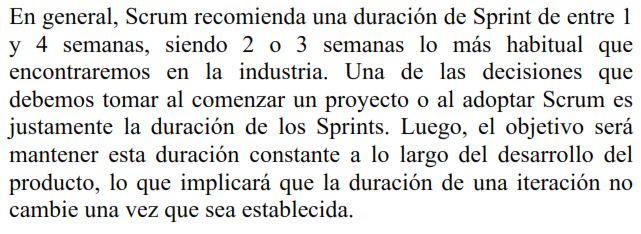 En general, Scrum recomienda una duración de Sprint de entre 1
y 4 semanas, siendo 2 o 3 semanas lo más habitual que
encontraremos en la industria. Una de las decisiones que
debemos tomar al comenzar un proyecto o al adoptar Scrum es
justamente la duración de los Sprints. Luego, el objetivo será
mantener esta duración constante a lo largo del desarrollo del
producto, lo que implicará que la duración de una iteración no
cambie una vez que sea establecida.